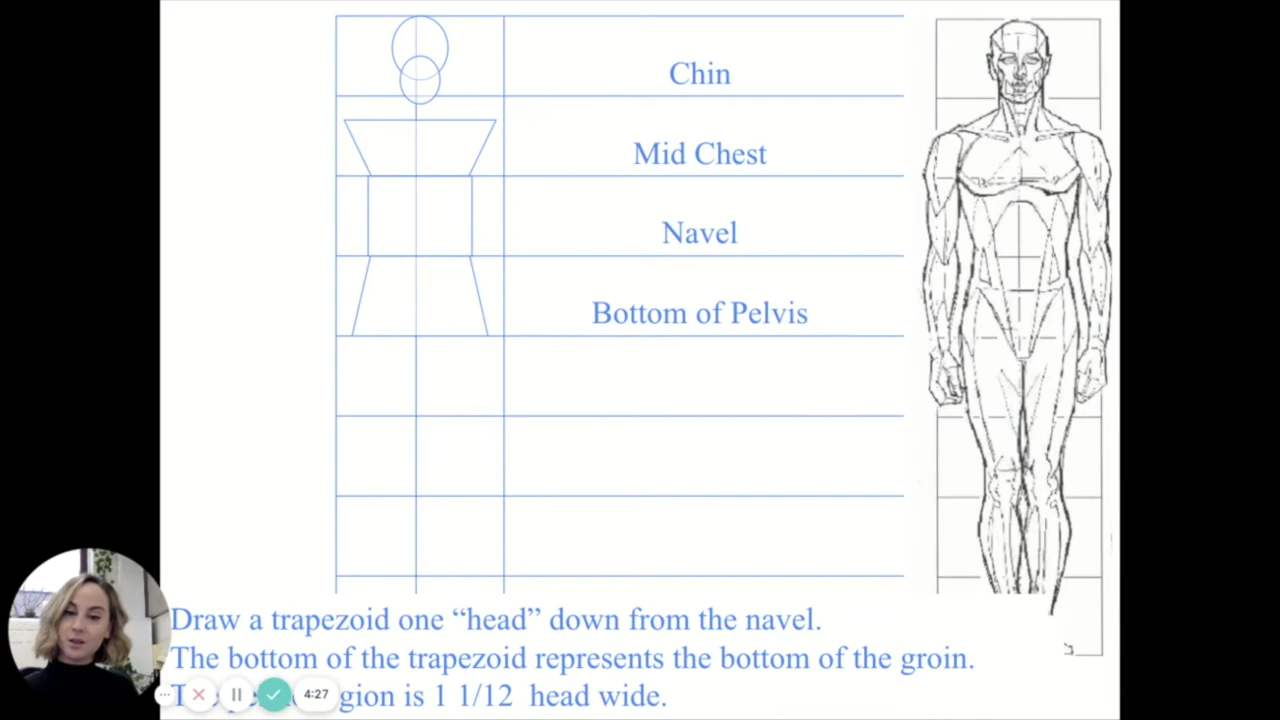 Chin
Mid Chest
Navel
Bottom of Pelvis
Draw a trapezoid one “head” down from the navel.
The bottom of the trapezoid represents the bottom of the groin.
is 1 1/12 head wide.
4:27